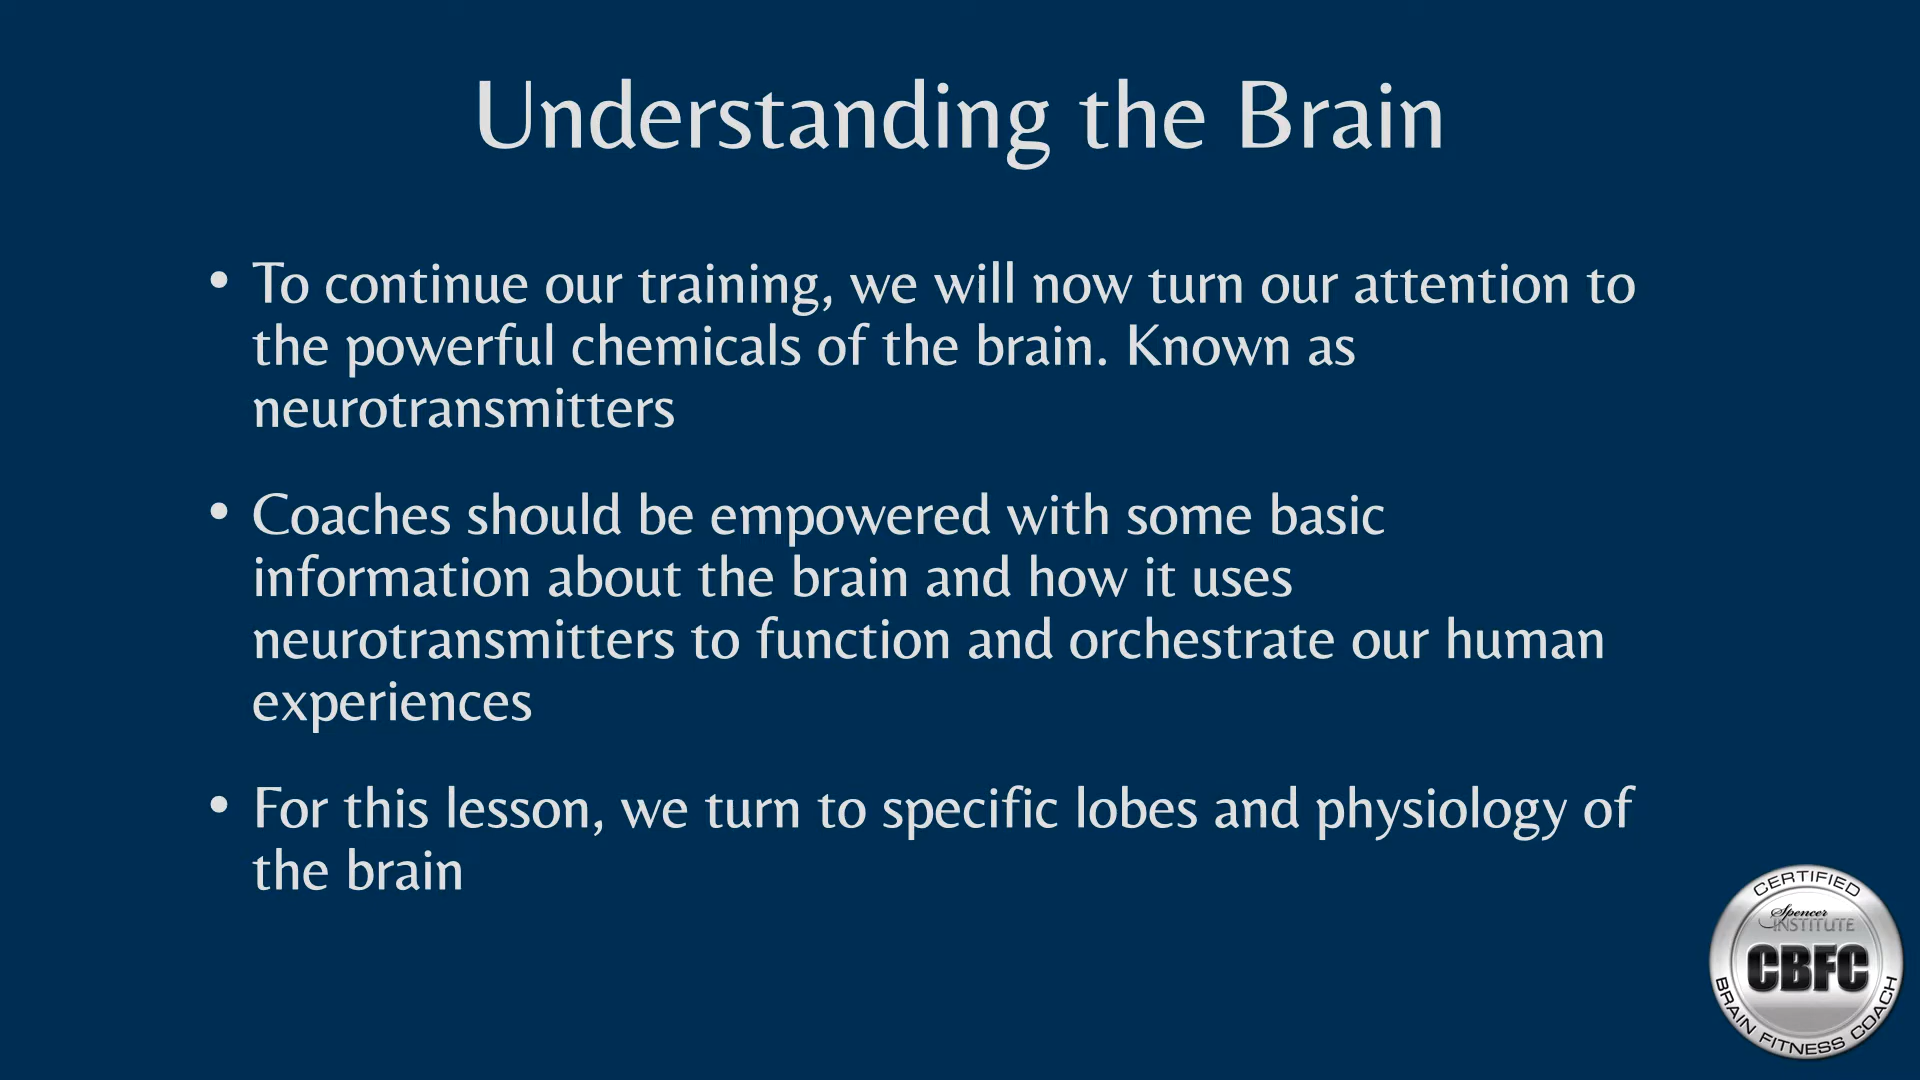 Understanding the Brain
• To continue our training, we will now turn our attention to
the powerful chemicals of the brain. Known as
neurotransmitters
• Coaches should be empowered with some basic
information about the brain and how it uses
neurotransmitters to function and orchestrate our human
experiences
• For this lesson, we turn to specific lobes and physiology of
the brain
CERTIFIED
Spencer
INSTITUTE
CBFC
BRAIN FITNESS COACH